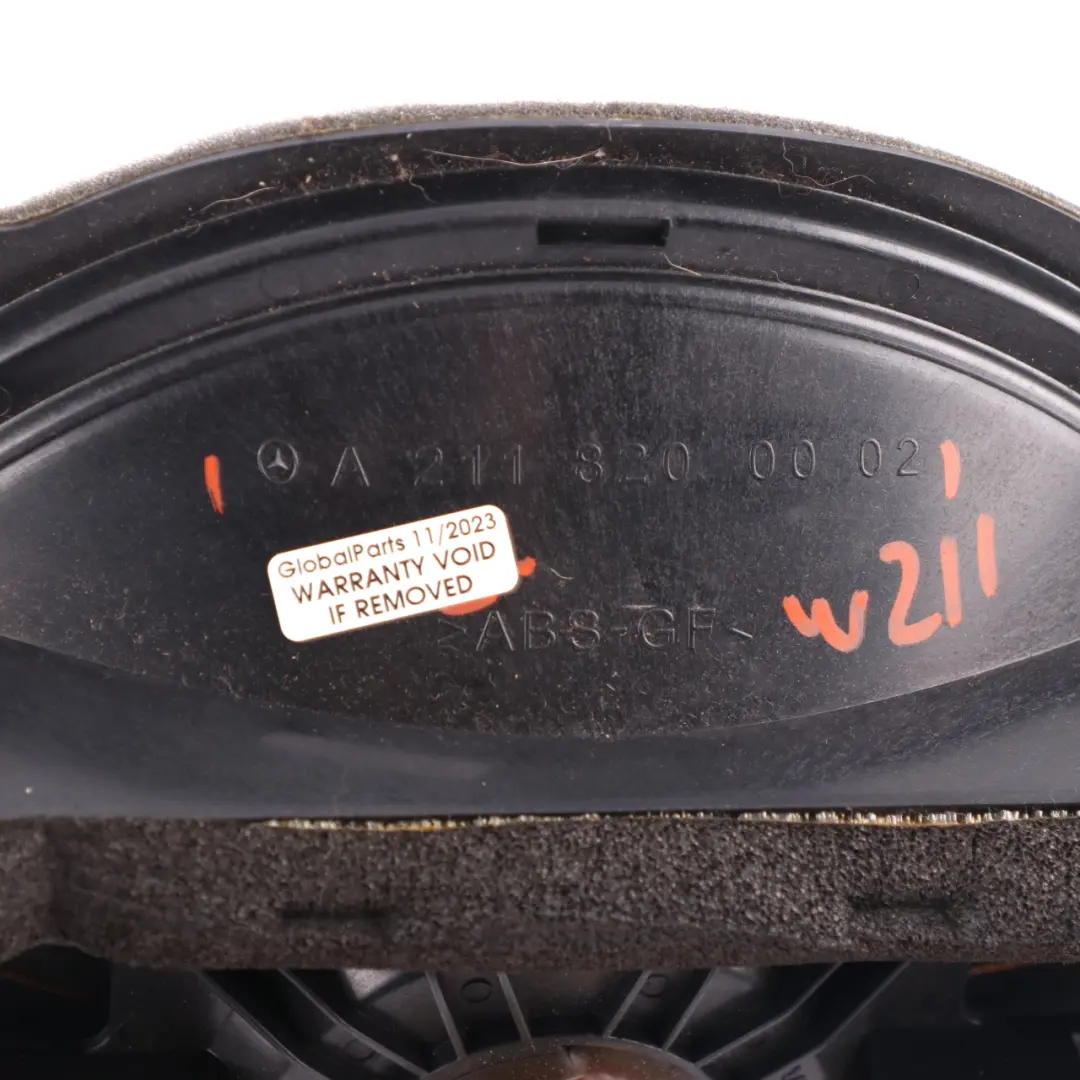 A 211 820 00 02
GlobalParts 11/2023
WARRANTY VOID
IF REMOVED
>ABS-GF<
W211